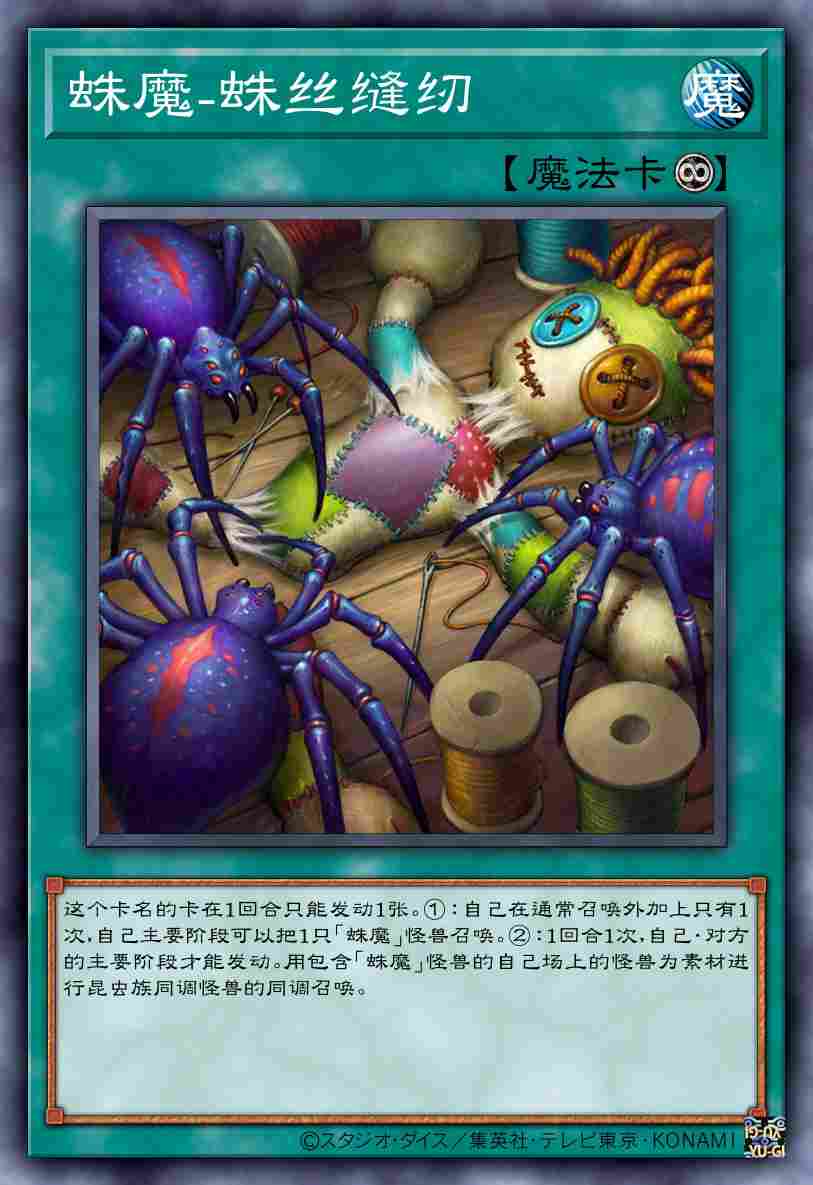 蛛魔-蛛丝缝纫
魔
【魔法卡】
这个卡名的卡在1回合只能发动1张。①：自己在通常召唤外加上只有1
次，自己主要阶段可以把1只「蛛魔」怪兽召唤。②：1回合1次，自己·对方
的主要阶段才能发动。用包含「蛛魔」怪兽的自己场上的怪兽为素材进
行昆虫族同调怪兽的同调召唤。
©スタジオ·ダイス／集英社·テレビ東京·KONAMI
YU-GI